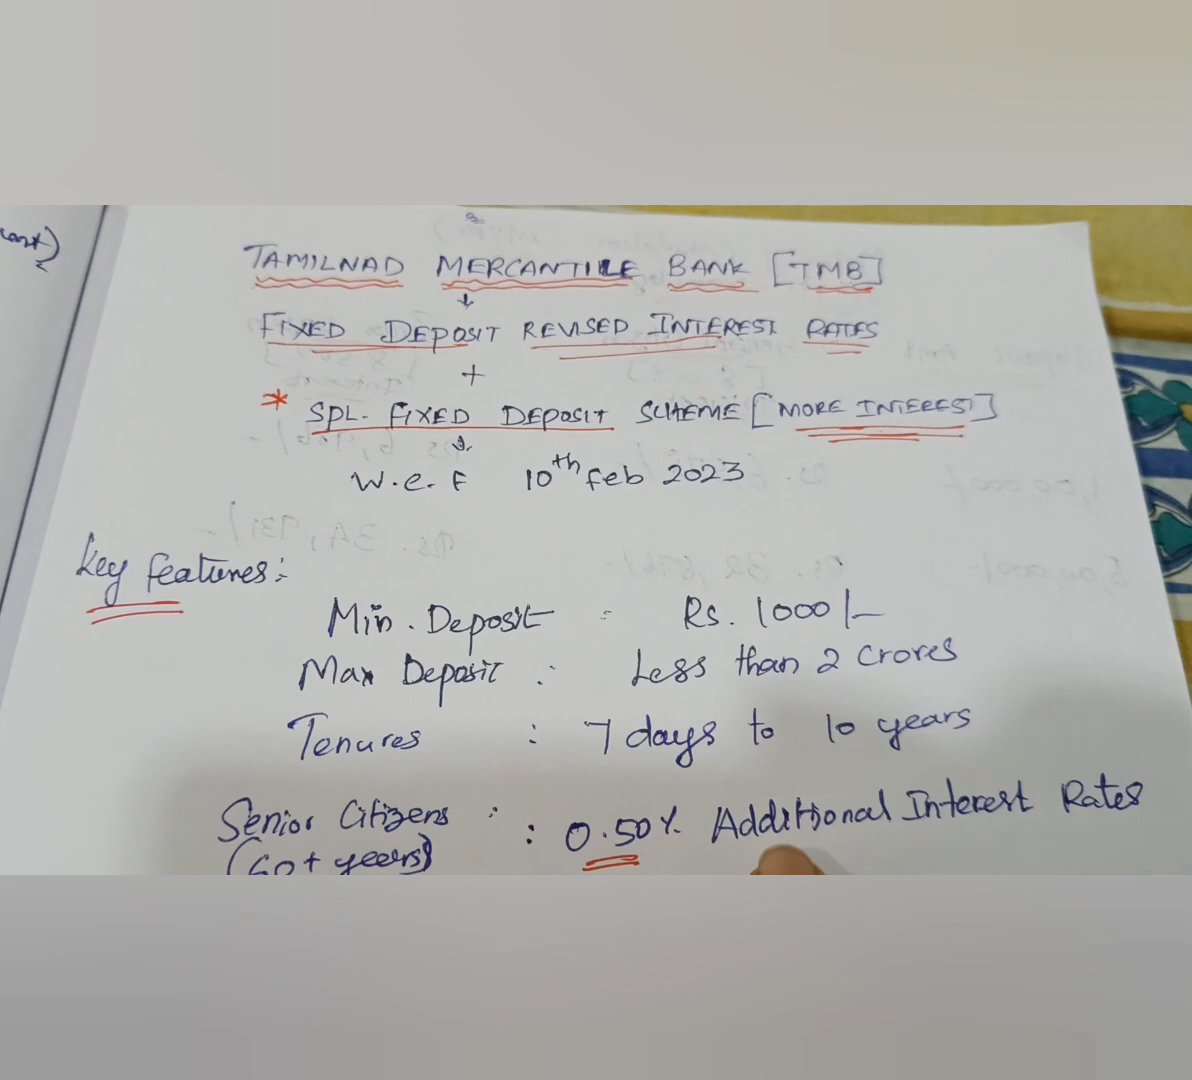 TAMILNAD MERCANTILE BANK [TMB]
FIXED DEPOSIT REVISED INTEREST RATES
+
* SPL. FIXED DEPOSIT SCHEME [MORE INTEREST]
W.e.F 10th Feb 2023
Key features:-
Min. Deposit : Rs. 1000/-
Max Deposit : Less than 2 crores
Tenures : 7 days to 10 years
Senior Citizens : : 0.50% Additional Interest Rates
(60+ years)